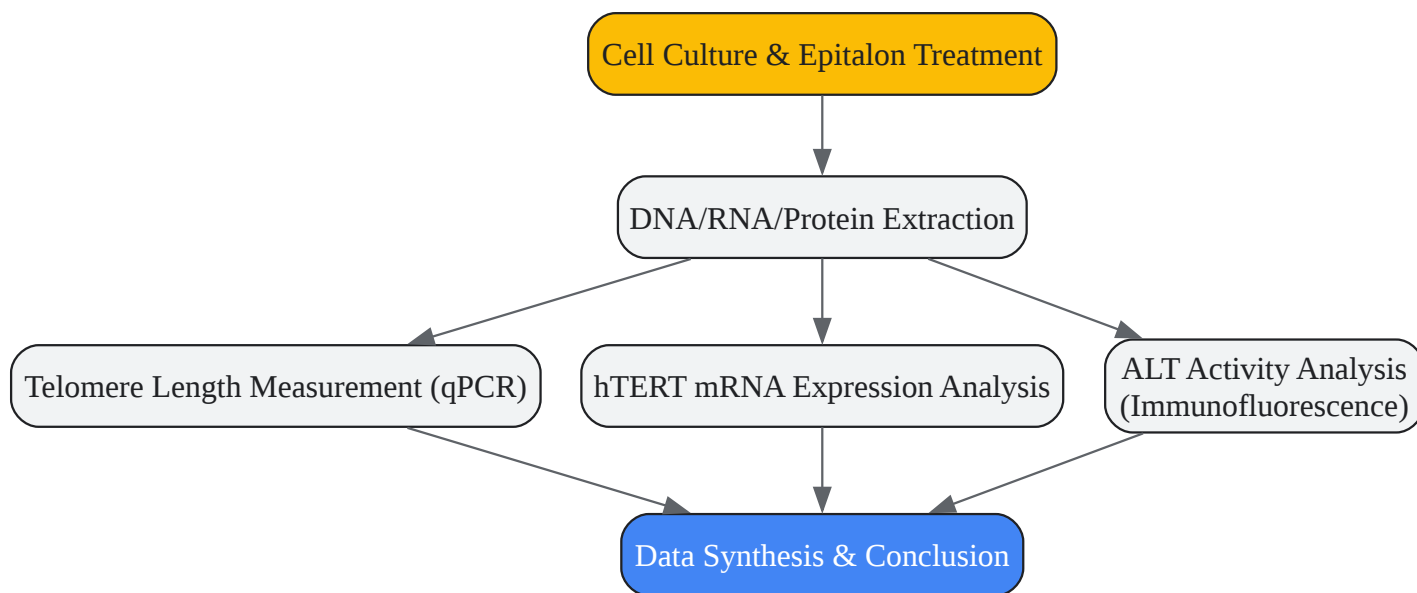 Cell Culture & Epitalon Treatment
DNA/RNA/Protein Extraction
Telomere Length Measurement (qPCR)
hTERT mRNA Expression Analysis
ALT Activity Analysis
(Immunofluorescence)
Data Synthesis & Conclusion